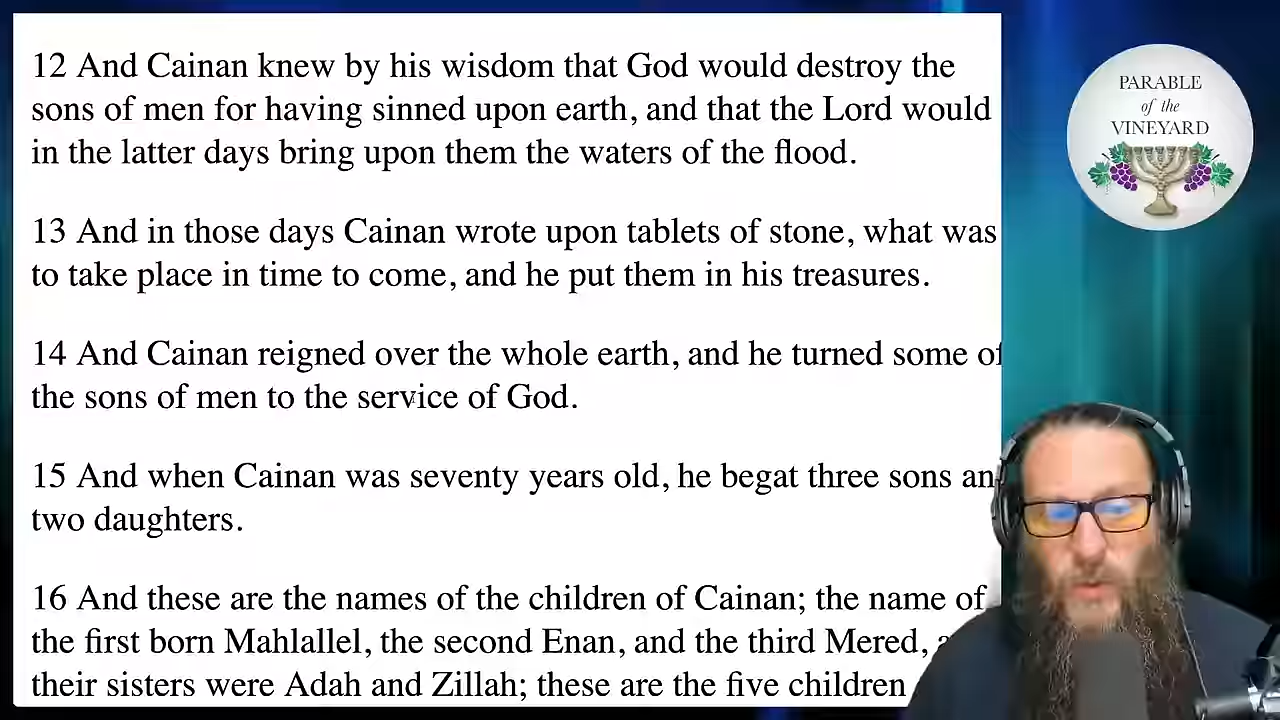 12 And Cainan knew by his wisdom that God would destroy the
sons of men for having sinned upon earth, and that the Lord would
in the latter days bring upon them the waters of the flood.
13 And in those days Cainan wrote upon tablets of stone, what was
to take place in time to come, and he put them in his treasures.
14 And Cainan reigned over the whole earth, and he turned some of
the sons of men to the service of God.
15 And when Cainan was seventy years old, he begat three sons an
two daughters.
16 And these are the names of the children of Cainan; the name of
the first born Mahlallel, the second Enan, and the third Mered, a
their sisters were Adah and Zillah; these are the five children
PARABLE
of the
VINEYARD